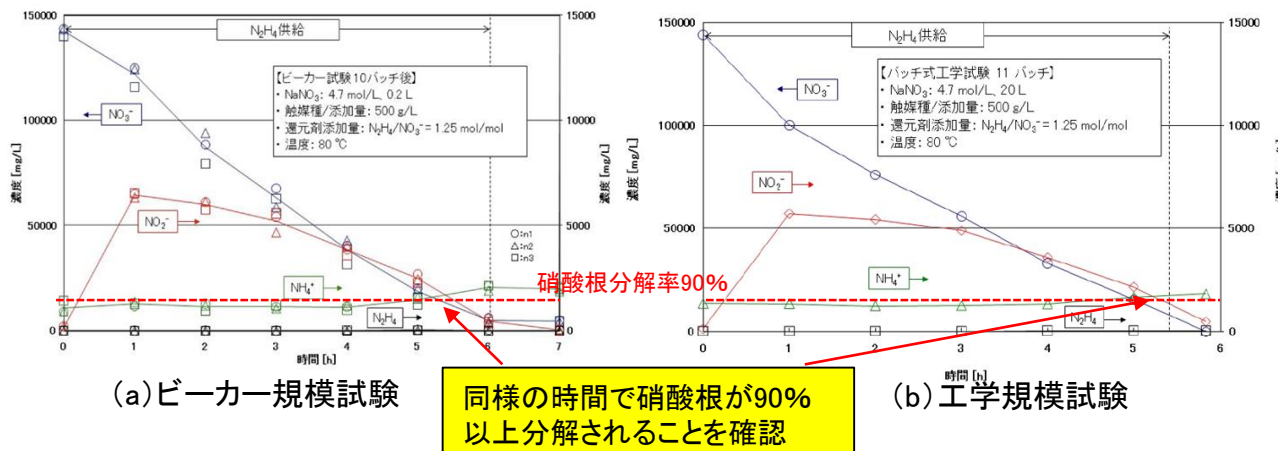 150000
100000
50000
0
15000
10000
5000
0
濃度 [mg/L]
濃度 [mg/L]
N₂H₄供給
【ビーカー試験10バッチ後】
・NaNO₃: 4.7 mol/L, 0.2 L
・触媒種/添加量: 500 g/L
・還元剤添加量: N₂H₄/NO₃⁻= 1.25 mol/mol
・温度: 80 ℃
NO₃⁻
NO₂⁻
NH₄⁺
N₂H₄
○:n1
△:n2
□:n3
0 1 2 3 4 5 6 7
時間 [h]
(a)ビーカー規模試験
硝酸根分解率90%
150000
100000
50000
0
15000
10000
5000
0
濃度 [mg/L]
N₂H₄供給
【バッチ式工学試験 11 バッチ】
・NaNO₃: 4.7 mol/L, 20 L
・触媒種/添加量: 500 g/L
・還元剤添加量: N₂H₄/NO₃⁻= 1.25 mol/mol
・温度: 80 ℃
NO₃⁻
NO₂⁻
NH₄⁺
N₂H₄
0 1 2 3 4 5 6
時間 [h]
(b)工学規模試験
同様の時間で硝酸根が90%
以上分解されることを確認